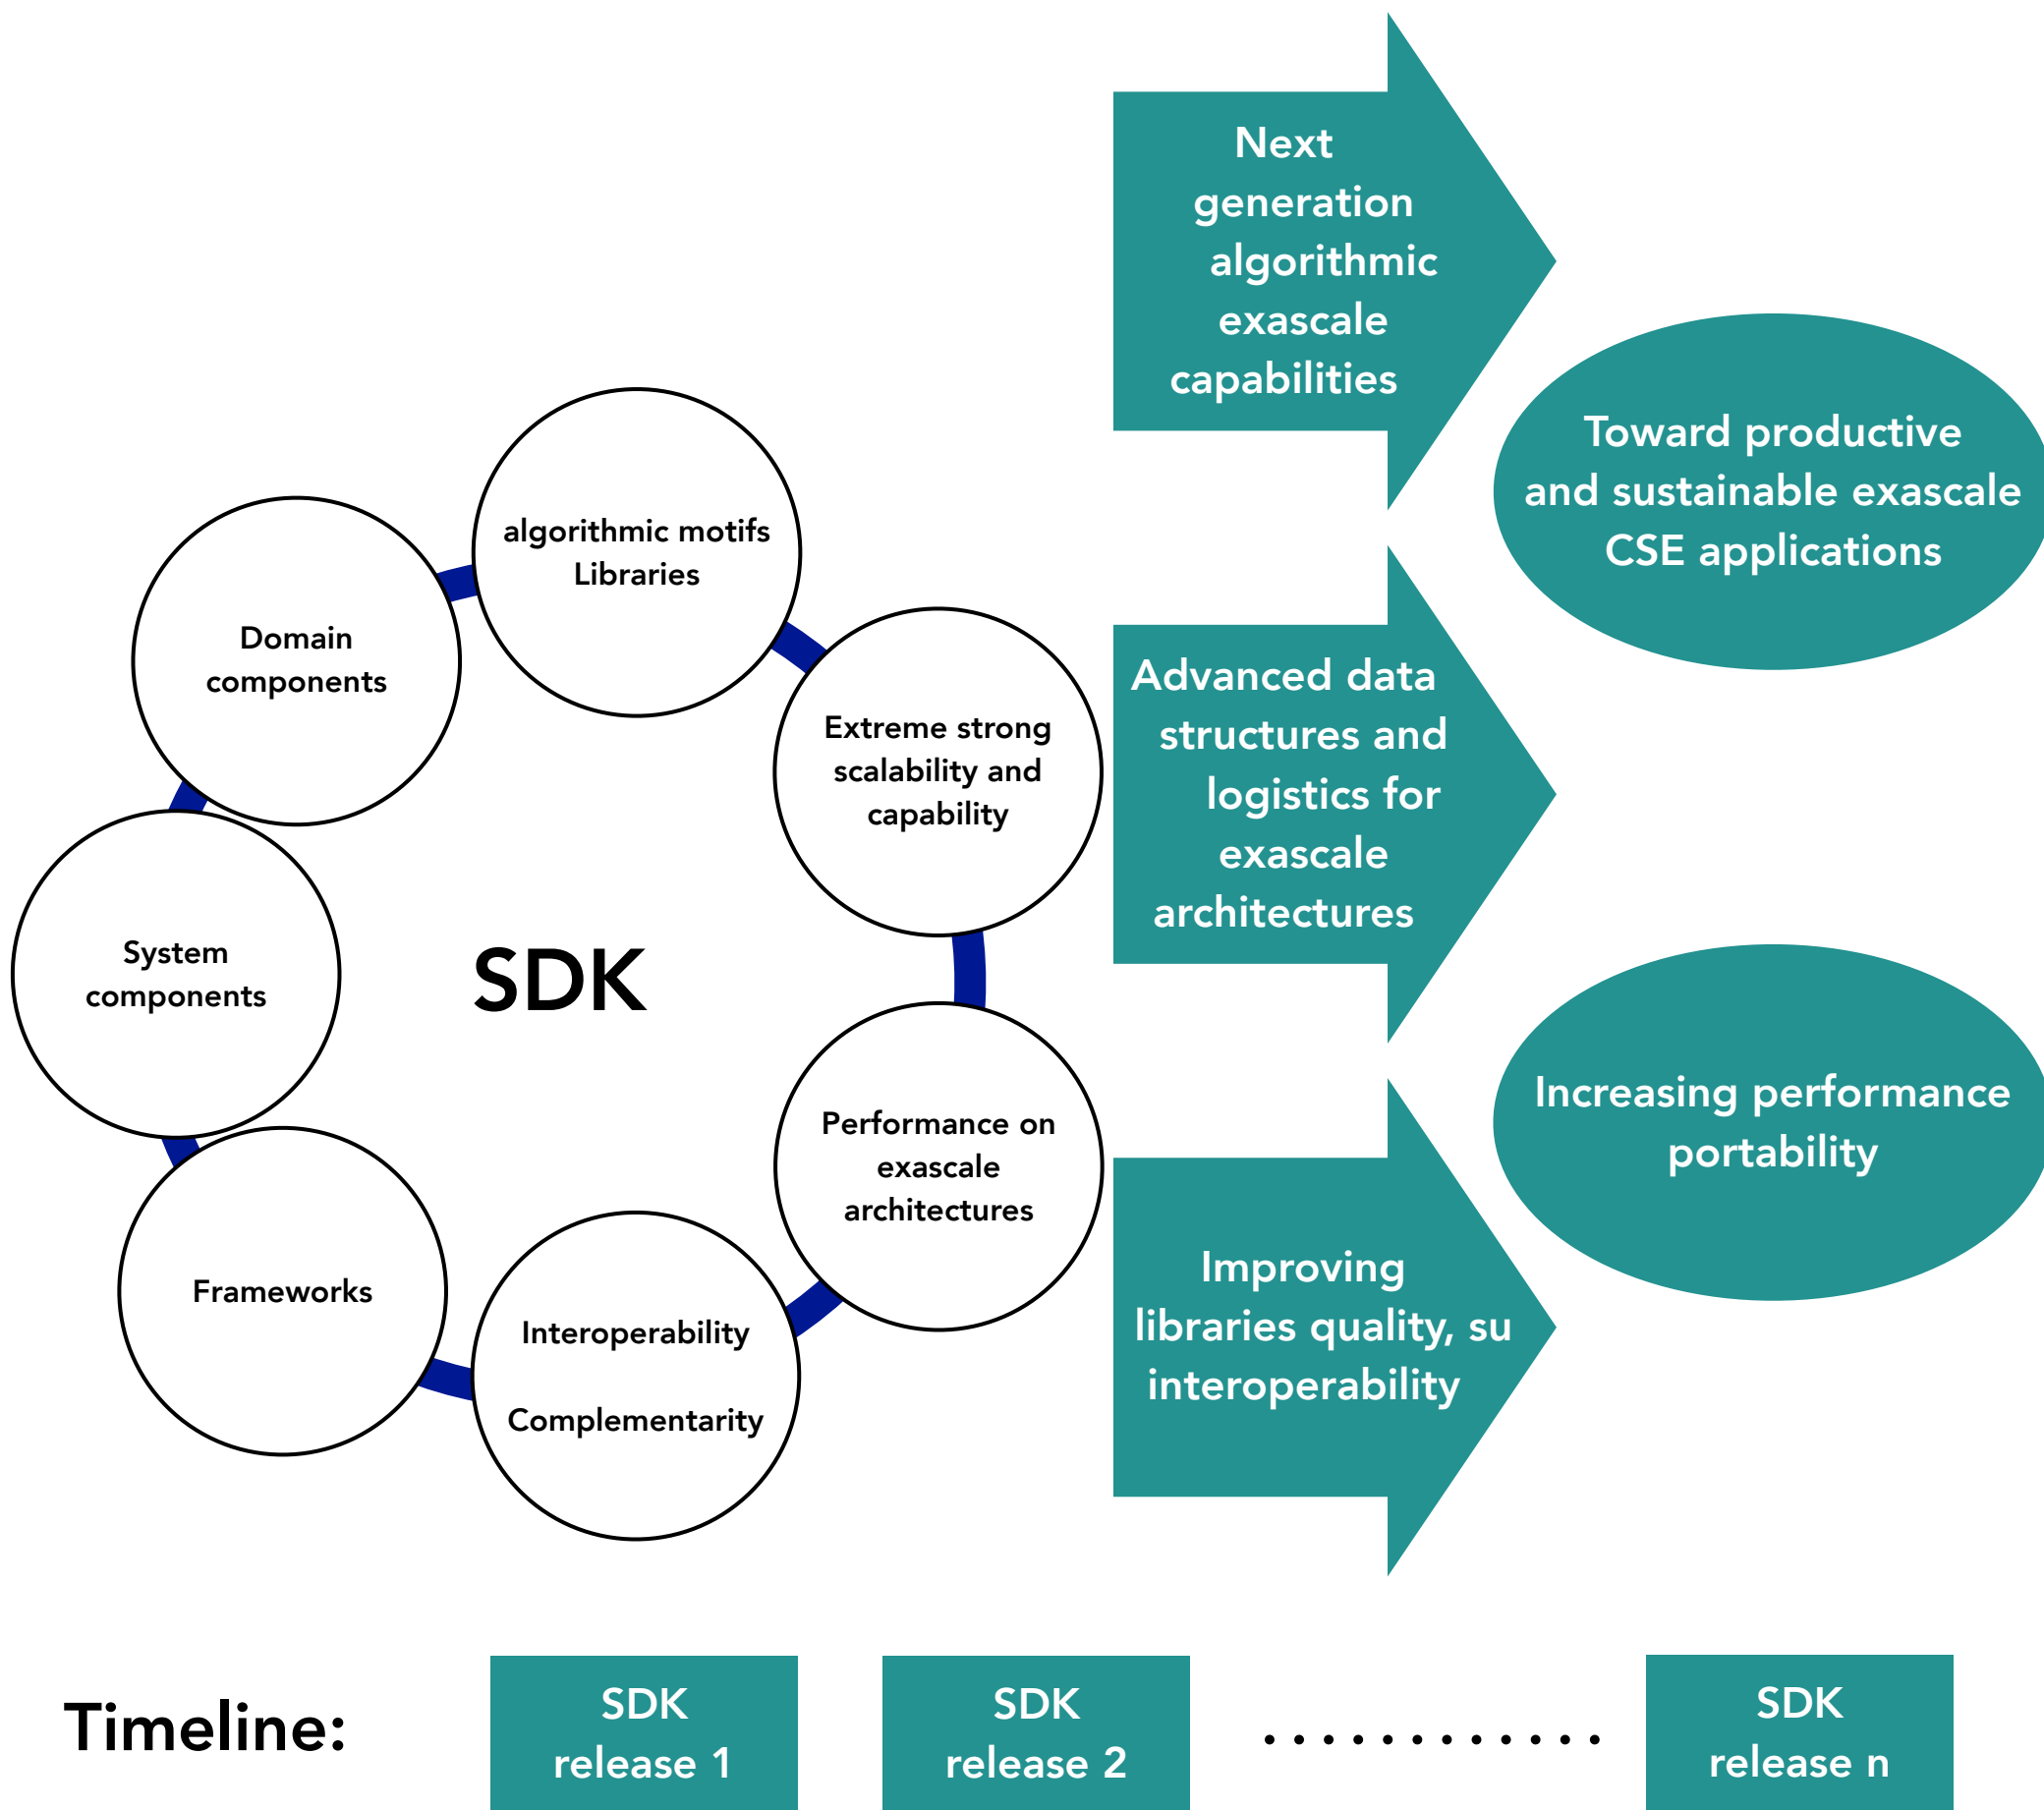 Next
generation
algorithmic
exascale
capabilities
Toward productive
and sustainable exascale
CSE applications
algorithmic motifs
Libraries
Domain
components
Extreme strong
scalability and
capability
Advanced data
structures and
logistics for
exascale
architectures
System
components
SDK
Performance on
exascale
architectures
Increasing performance
portability
Frameworks
Interoperability
Complementarity
Improving
libraries quality, su
interoperability
Timeline:
SDK
release 1
SDK
release 2
............
SDK
release n